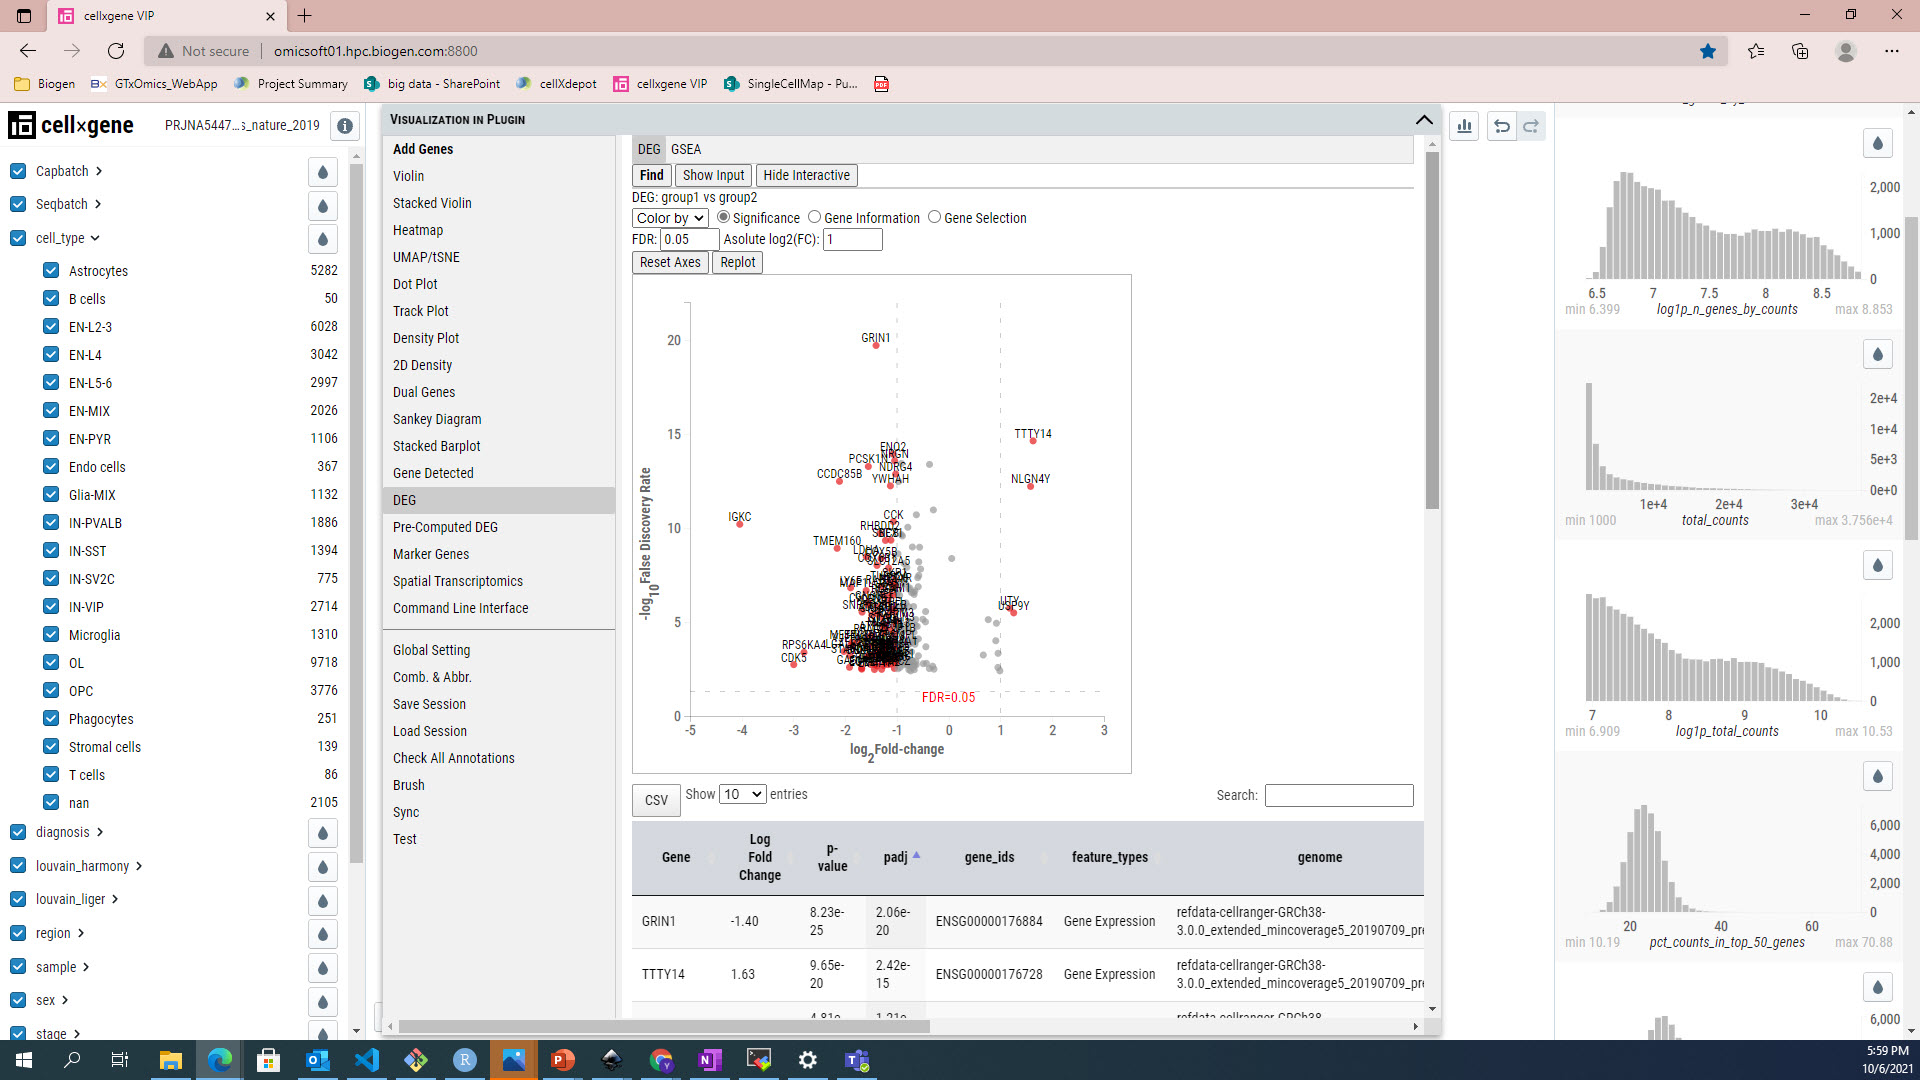 cellxgene VIP
Not secure
omicsoft01.hpc.biogen.com:8800
Biogen
GTxOmics_WebApp
Project Summary
big data - SharePoint
cellXdepot
cellxgene VIP
SingleCellMap - Pu...
cell×gene
PRJNA5447...s_nature_2019
Capbatch
Seqbatch
cell_type
Astrocytes 5282
B cells 50
EN-L2-3 6028
EN-L4 3042
EN-L5-6 2997
EN-MIX 2026
EN-PYR 1106
Endo cells 367
Glia-MIX 1132
IN-PVALB 1886
IN-SST 1394
IN-SV2C 775
IN-VIP 2714
Microglia 1310
OL 9718
OPC 3776
Phagocytes 251
Stromal cells 139
T cells 86
nan 2105
diagnosis
louvain_harmony
louvain_liger
region
sample
sex
stage
Visualization in Plugin
Add Genes
Violin
Stacked Violin
Heatmap
UMAP/tSNE
Dot Plot
Track Plot
Density Plot
2D Density
Dual Genes
Sankey Diagram
Stacked Barplot
Gene Detected
DEG
Pre-Computed DEG
Marker Genes
Spatial Transcriptomics
Command Line Interface
Global Setting
Comb. & Abbr.
Save Session
Load Session
Check All Annotations
Brush
Sync
Test
DEG GSEA
Find Show Input Hide Interactive
DEG: group1 vs group2
Color by Significance Gene Information Gene Selection
FDR: 0.05 Asolute log2(FC): 1
Reset Axes Replot
-log10False Discovery Rate
20
15
10
5
0
GRIN1
TTTY14
ENO2
NRGN
PCSK1N
NDRG4
CCDC85B
YWHAH
NLGN4Y
IGKC
CCK
TMEM160
UTY
USP9Y
RPS6KA4
CDK5
FDR=0.05
-5 -4 -3 -2 -1 0 1 2 3
log2Fold-change
CSV Show 10 entries
Search:
Gene Log Fold Change p-value padj gene_ids feature_types genome
GRIN1 -1.40 8.23e-25 2.06e-20 ENSG00000176884 Gene Expression refdata-cellranger-GRCh38-
3.0.0_extended_mincoverage5_20190709_pre
TTTY14 1.63 9.65e-20 2.42e-15 ENSG00000176728 Gene Expression refdata-cellranger-GRCh38-
3.0.0_extended_mincoverage5_20190709_pre
2,000
1,000
0
6.5 7 7.5 8 8.5
min 6.399 log1p_n_genes_by_counts max 8.853
2e+4
1e+4
5e+3
0e+0
1e+4 2e+4 3e+4
min 1000 total_counts max 3.756e+4
2,000
1,000
0
7 8 9 10
min 6.909 log1p_total_counts max 10.53
6,000
4,000
2,000
0
20 40 60
min 10.19 pct_counts_in_top_50_genes max 70.88
6,000
5:59 PM
10/6/2021